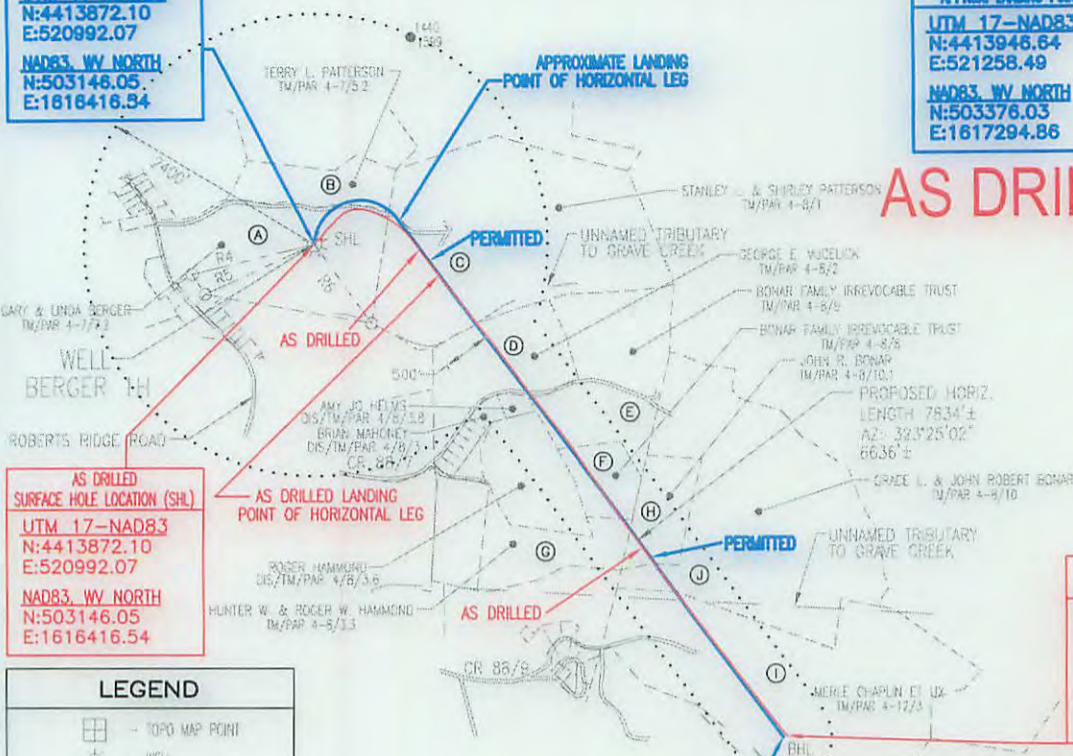 N:4413872.10
E:520992.07
NAD83, WV NORTH
N:503146.05
E:1616416.54
UTM 17-NAD83
N:4413946.64
E:521258.49
NAD83, WV NORTH
N:503376.03
E:1617294.86
AS DRI
1440
TERRY L. PATTERSON
TM/PAR 4-7/5.2
APPROXIMATE LANDING
POINT OF HORIZONTAL LEG
2400'
B
A
SHL
PERMITTED
C
STANLEY & SHIRLEY PATTERSON
TM/PAR 4-8/1
UNNAMED TRIBUTARY
TO GRAVE CREEK
GEORGE E.
TM/PAR 4-8/2
BONAR FAMILY IRREVOCABLE TRUST
TM/PAR 4-8/9
BONAR FAMILY IRREVOCABLE TRUST
TM/PAR 4-8/8
JOHN R. BONAR
TM/PAR 4-8/10.1
R4
R5
GARY & LINDA BERGER
WELL
BERGER 1H
AS DRILLED
D
500'
AMY JO HELMS
DIS/TM/PAR 4/8/3.8
BRIAN MAHONEY
DIS/TM/PAR 4/8/3
E
PROPOSED HORIZ.
LENGTH 7834'±
AZ: 323°25'02"
6636'±
ROBERTS RIDGE ROAD
F
GRACE L. & JOHN ROBERT BONAR
TM/PAR 4-8/10
H
AS DRILLED
SURFACE HOLE LOCATION (SHL)
UTM 17-NAD83
N:4413872.10
E:520992.07
NAD83, WV NORTH
N:503146.05
E:1616416.54
AS DRILLED LANDING
POINT OF HORIZONTAL LEG
G
PERMITTED
UNNAMED TRIBUTARY
TO GRAVE CREEK
ROGER HAMMOND
DIS/TM/PAR 4/8/3.6
J
HUNTER W. & ROGER W. HAMMOND
TM/PAR 4-8/3.3
AS DRILLED
CR 88/9
I
MERLE CHAPLIN ET UX
TM/PAR 4-12/3
BHL
LEGEND
- TOPO MAP POINT